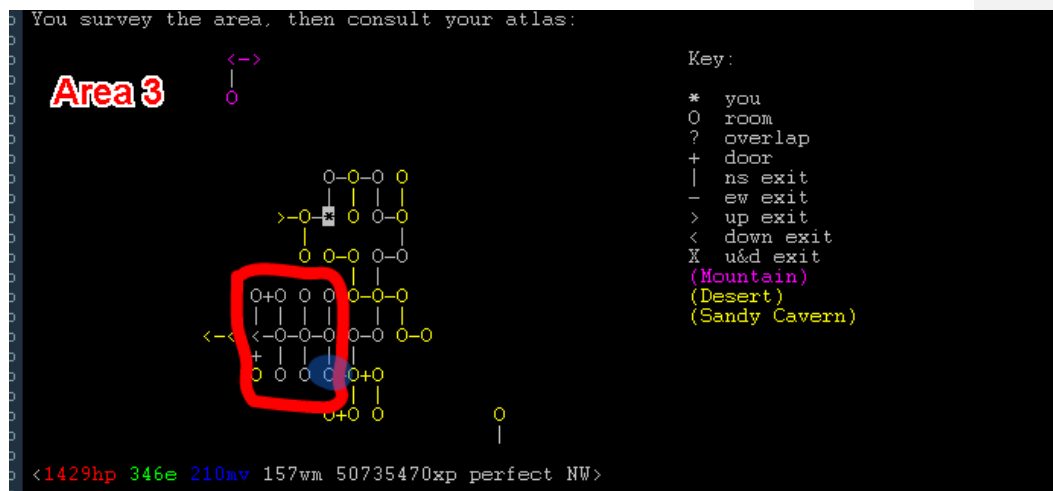 You survey the area, then consult your atlas:
<-> Key:
|
Area 3 O * you
O room
? overlap
+ door
O-O-O O | ns exit
| | | | - ew exit
>-O-* O O-O > up exit
| | < down exit
O O-O O-O X u&d exit
| | (Mountain)
O+O O O O-O-O (Desert)
| | | | | | | (Sandy Cavern)
<-< <-O-O-O O-O O-O
+ | | | |
O O O O-O+O
| |
O+O O O
|
<1429hp 346e 210mv 157wm 50735470xp perfect NW>